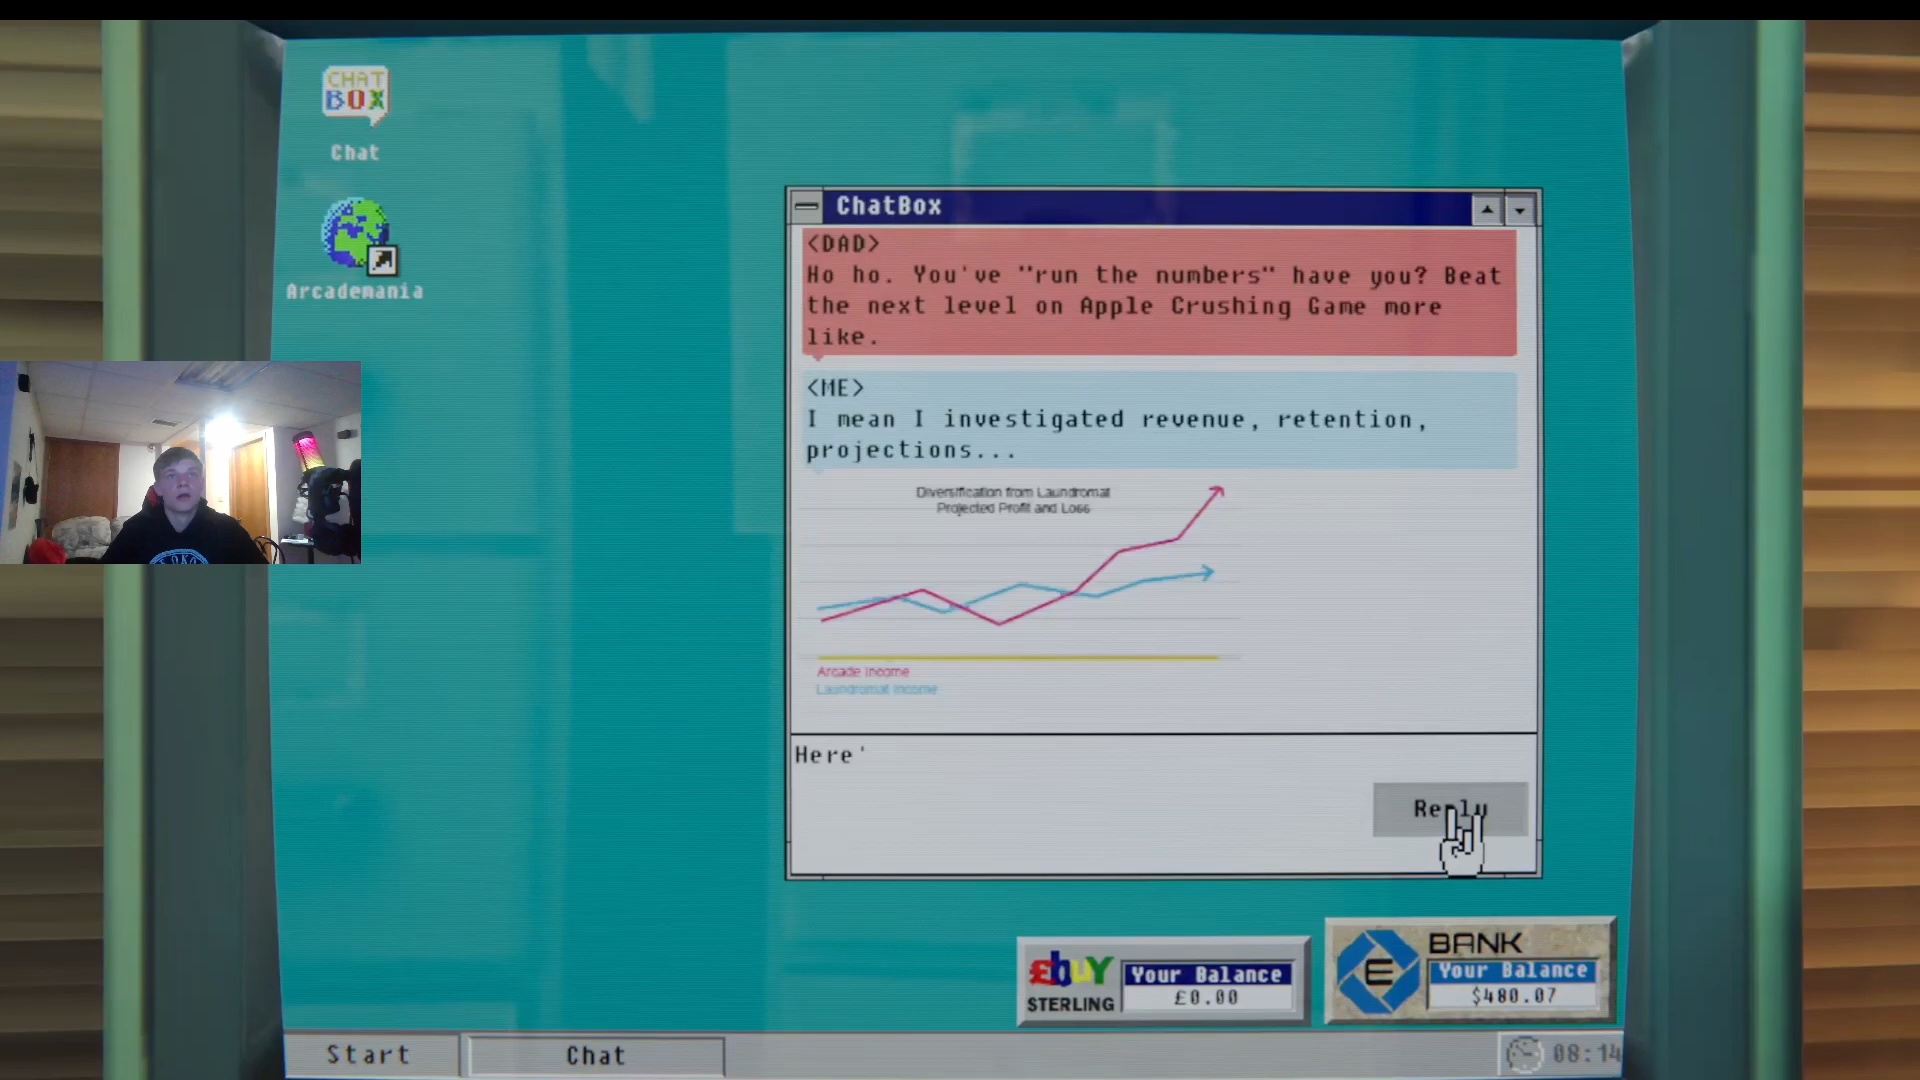 CHAT
BOX
Chat
Arcademania
ChatBox
<DAD>
Ho ho. You've "run the numbers" have you? Beat
the next level on Apple Crushing Game more
like.
<ME>
I mean I investigated revenue, retention,
projections...
Diversification from Laundromat
Projected Profit and Loss
Arcade Income
Laundromat Income
Here'
Reply
£buy
STERLING
Your Balance
£0.00
E
BANK
Your Balance
$480.07
Start
Chat
08:14